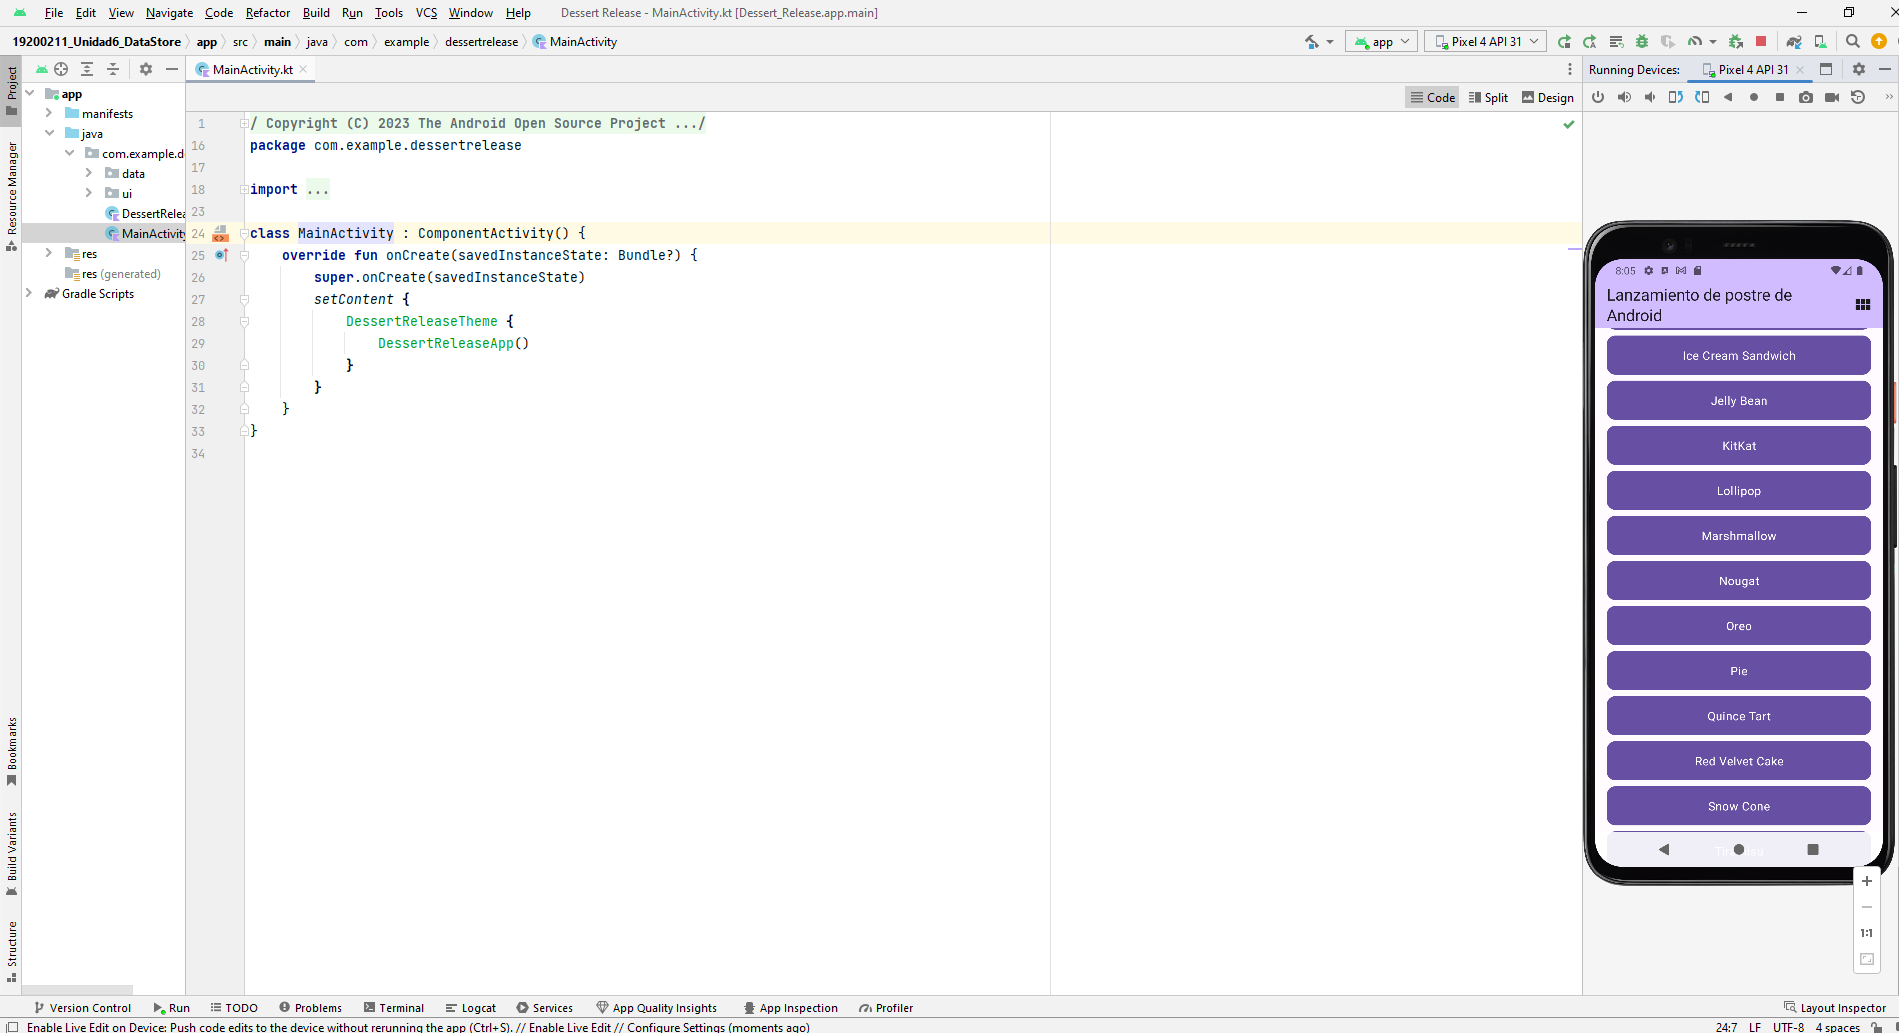 File Edit View Navigate Code Refactor Build Run Tools VCS Window Help Dessert Release - MainActivity.kt [Dessert_Release.app.main]
19200211_Unidad6_DataStore app src main java com example dessertrelease MainActivity
app Pixel 4 API 31
Project
Resource Manager
Bookmarks
Build Variants
Structure
app
manifests
java
com.example.d
data
ui
DessertRelea
MainActivity
res
res (generated)
Gradle Scripts
MainActivity.kt
Code Split Design
1 / Copyright (C) 2023 The Android Open Source Project .../
16 package com.example.dessertrelease
17
18 import ...
23
24 class MainActivity : ComponentActivity() {
25 override fun onCreate(savedInstanceState: Bundle?) {
26 super.onCreate(savedInstanceState)
27 setContent {
28 DessertReleaseTheme {
29 DessertReleaseApp()
30 }
31 }
32 }
33 }
34
Running Devices: Pixel 4 API 31
8:05
Lanzamiento de postre de
Android
Ice Cream Sandwich
Jelly Bean
KitKat
Lollipop
Marshmallow
Nougat
Oreo
Pie
Quince Tart
Red Velvet Cake
Snow Cone
1:1
Version Control Run TODO Problems Terminal Logcat Services App Quality Insights App Inspection Profiler Layout Inspector
Enable Live Edit on Device: Push code edits to the device without rerunning the app (Ctrl+S). // Enable Live Edit // Configure Settings (moments ago) 24:7 LF UTF-8 4 spaces